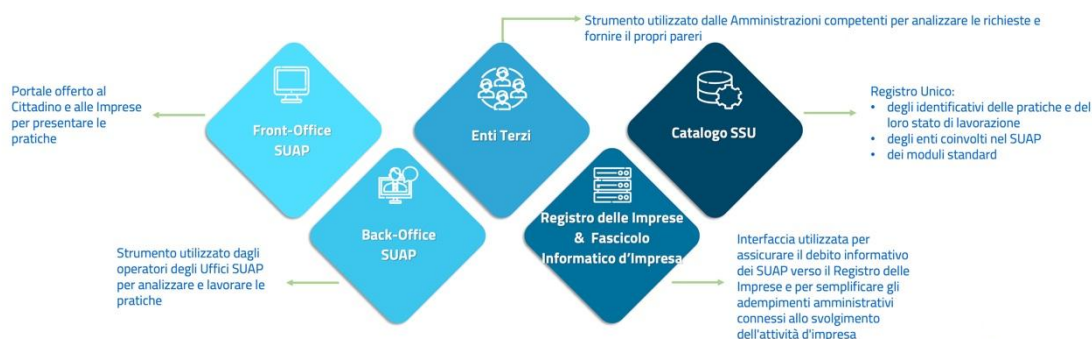 Strumento utilizzato dalle Amministrazioni competenti per analizzare le richieste e
fornire il propri pareri
Portale offerto al
Cittadino e alle Imprese
per presentare le
pratiche
Front-Office
SUAP
Enti Terzi
Catalogo SSU
Registro Unico:
• degli identificativi delle pratiche e del
loro stato di lavorazione
• degli enti coinvolti nel SUAP
• dei moduli standard
Back-Office
SUAP
Registro delle Imprese
& Fascicolo
Informatico d'Impresa
Strumento utilizzato dagli
operatori degli Uffici SUAP
per analizzare e lavorare le
pratiche
Interfaccia utilizzata per
assicurare il debito informativo
dei SUAP verso il Registro delle
Imprese e per semplificare gli
adempimenti amministrativi
connessi allo svolgimento
dell'attività d'impresa